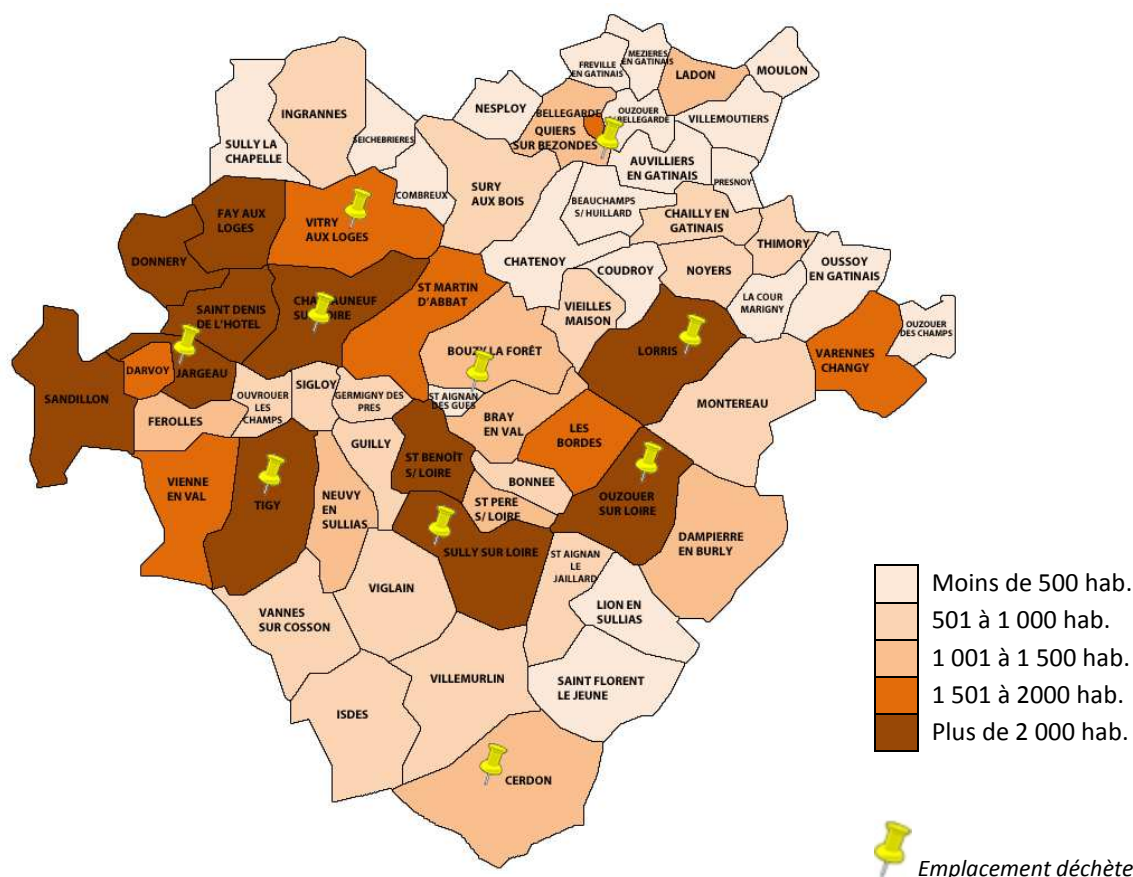 MEZIERES
EN GATINAIS
FREVILLE
EN GATINAIS
LADON
MOULON
NESPLOY
INGRANNES
BELLEGARDE
OUZOUER
BELLEGARDE
VILLEMOUTIERS
QUIERS
SUR BEZONDES
SULLY LA
CHAPELLE
SEICHEBRIERES
AUVILLIERS
EN GATINAIS
PRESNOY
SURY
AUX BOIS
COMBREUX
BEAUCHAMPS
S/ HUILLARD
FAY AUX
LOGES
VITRY
AUX LOGES
CHAILLY EN
GATINAIS
THIMORY
DONNERY
CHATENOY
COUDROY
NOYERS
OUSSOY
EN GATINAIS
ST MARTIN
D'ABBAT
SAINT DENIS
DE L'HOTEL
VIEILLES
MAISON
LA COUR
MARIGNY
OUZOUER
DES CHAMPS
BOUZY LA FORÊT
LORRIS
VARENNES
CHANGY
DARVOY
JARGEAU
SANDILLON
SIGLOY
OUVROUER
LES
CHAMPS
GERMIGNY DES
PRES
ST AIGNAN
DES GUES
MONTEREAU
FEROLLES
BRAY
EN VAL
LES
BORDES
GUILLY
ST BENOÎT
S/ LOIRE
VIENNE
EN VAL
TIGY
NEUVY
EN
SULLIAS
BONNEE
OUZOUER
SUR LOIRE
ST PERE
S/ LOIRE
DAMPIERRE
EN BURLY
SULLY SUR LOIRE
ST AIGNAN
LE
JAILLARD
VIGLAIN
LION EN
SULLIAS
VANNES
SUR COSSON
VILLEMURLIN
SAINT FLORENT
LE JEUNE
ISDES
CERDON
Moins de 500 hab.
501 à 1 000 hab.
1 001 à 1 500 hab.
1 501 à 2000 hab.
Plus de 2 000 hab.
Emplacement déchète